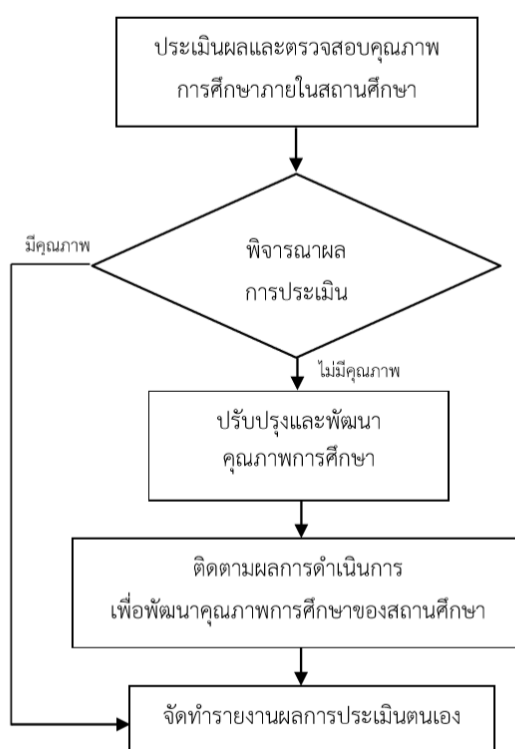 ประเมินผลและตรวจสอบคุณภาพ
การศึกษาภายในสถานศึกษา
มีคุณภาพ
พิจารณาผล
การประเมิน
ไม่มีคุณภาพ
ปรับปรุงและพัฒนา
คุณภาพการศึกษา
ติดตามผลการดำเนินการ
เพื่อพัฒนาคุณภาพการศึกษาของสถานศึกษา
จัดทำรายงานผลการประเมินตนเอง